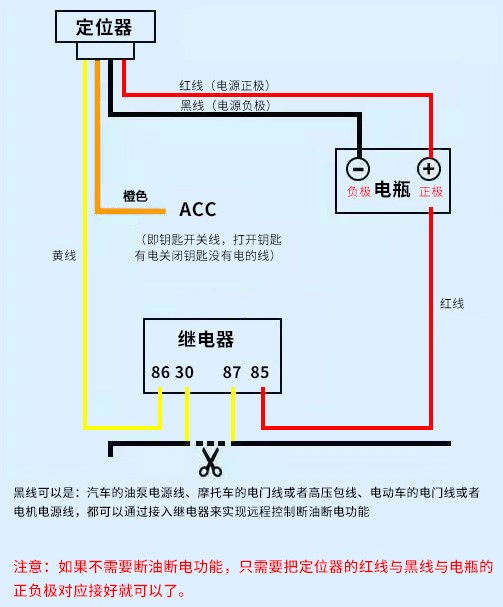 定位器
红线（电源正极）
黑线（电源负极）
负极 电瓶 正极
橙色
ACC
（即钥匙开关线，打开钥匙
有电关闭钥匙没有电的线）
黄线
红线
继电器
86 30 87 85
黑线可以是：汽车的油泵电源线、摩托车的电门线或者高压包线、电动车的电门线或者
电机电源线，都可以通过接入继电器来实现远程控制断油断电功能
注意：如果不需要断油断电功能，只需要把定位器的红线与黑线与电瓶的
正负极对应接好就可以了。